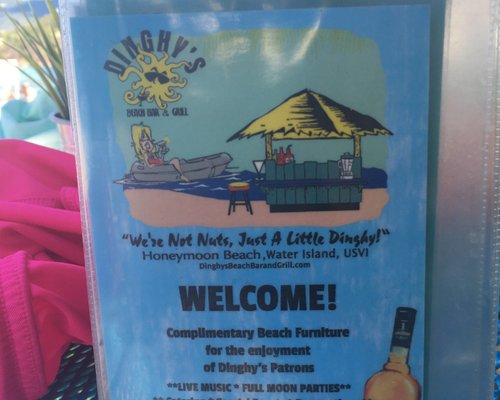 DINGHY'S
BEACH BAR & GRILL
"We're Not Nuts, Just A Little Dinghy!"
Honeymoon Beach, Water Island, USVI
DinghysBeachBarandGrill.com
WELCOME!
Complimentary Beach Furniture
for the enjoyment
of Dinghy's Patrons
**LIVE MUSIC * FULL MOON PARTIES**